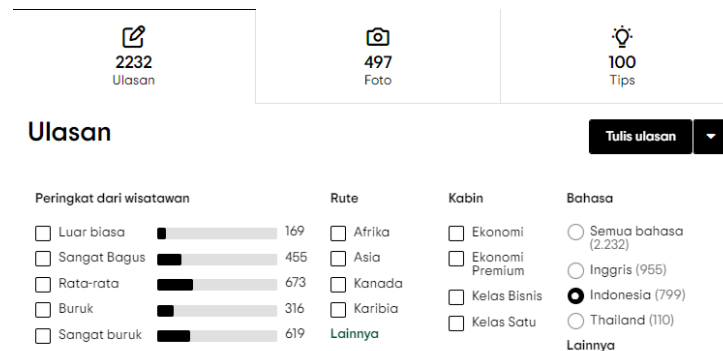 2232
Ulasan
497
Foto
100
Tips
Ulasan
Tulis ulasan
Peringkat dari wisatawan
Luar biasa 169
Sangat Bagus 455
Rata-rata 673
Buruk 316
Sangat buruk 619
Rute
Afrika
Asia
Kanada
Karibia
Lainnya
Kabin
Ekonomi
Ekonomi
Premium
Kelas Bisnis
Kelas Satu
Bahasa
Semua bahasa
(2.232)
Inggris (955)
Indonesia (799)
Thailand (110)
Lainnya